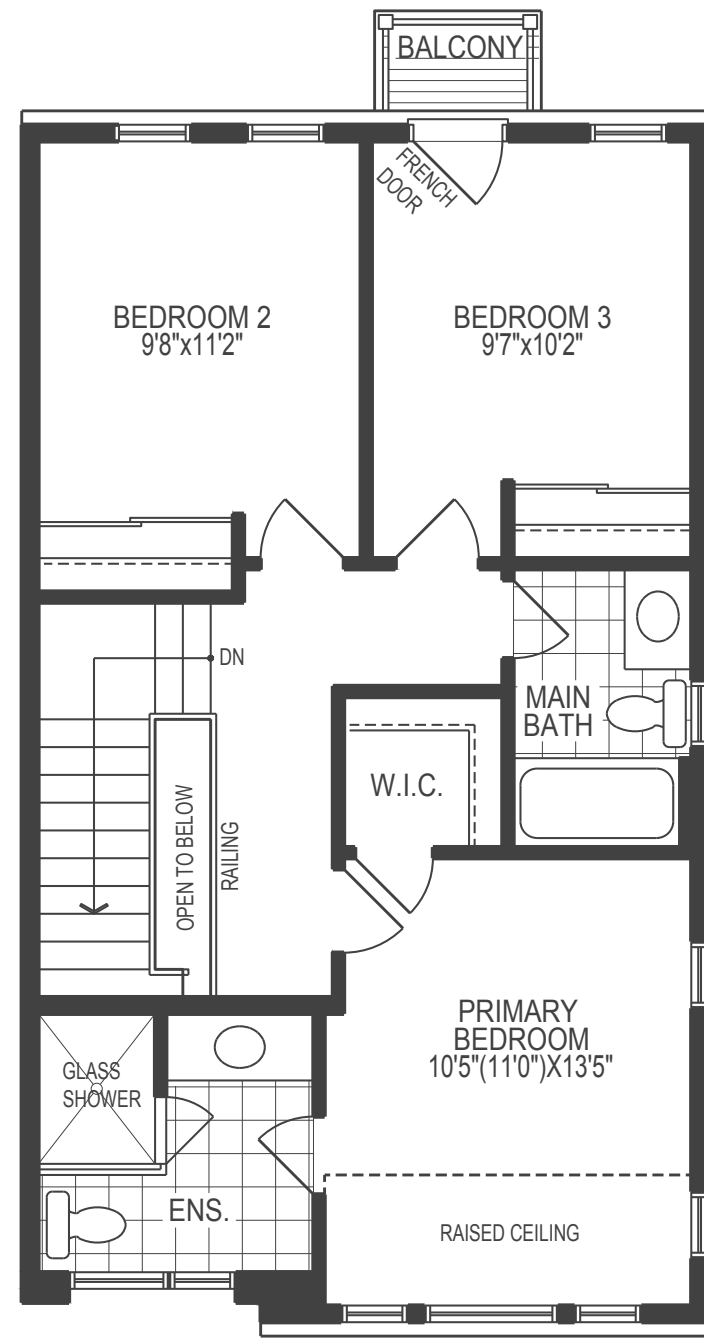 BALCONY
FRENCH
DOOR
BEDROOM 2
9'8"x11'2"
BEDROOM 3
9'7"x10'2"
DN
MAIN
BATH
W.I.C.
OPEN TO BELOW
RAILING
PRIMARY
BEDROOM
10'5"(11'0")X13'5"
GLASS
SHOWER
ENS.
RAISED CEILING